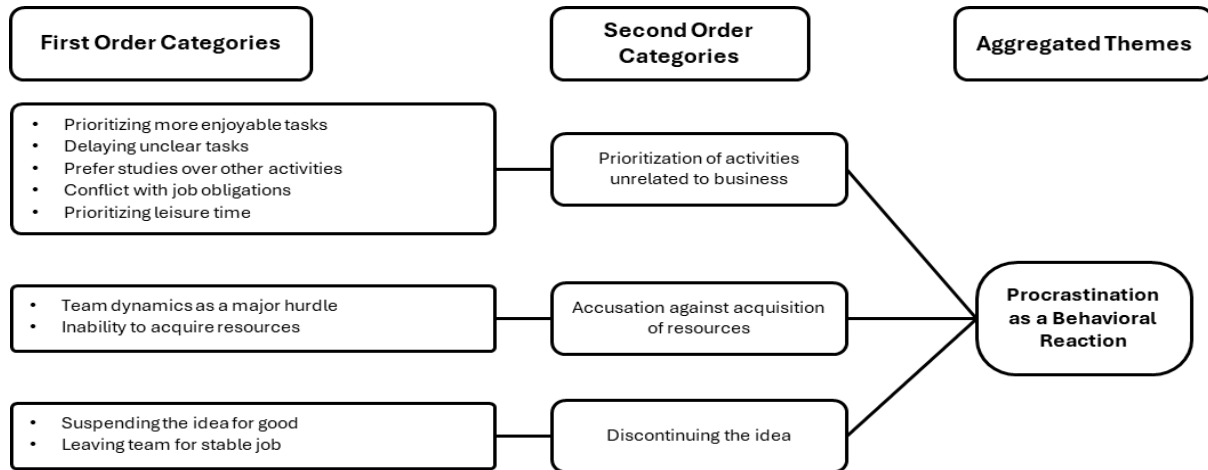 First Order Categories
Second Order
Categories
Aggregated Themes
• Prioritizing more enjoyable tasks
• Delaying unclear tasks
• Prefer studies over other activities
• Conflict with job obligations
• Prioritizing leisure time
Prioritization of activities
unrelated to business
• Team dynamics as a major hurdle
• Inability to acquire resources
Accusation against acquisition
of resources
Procrastination
as a Behavioral
Reaction
• Suspending the idea for good
• Leaving team for stable job
Discontinuing the idea